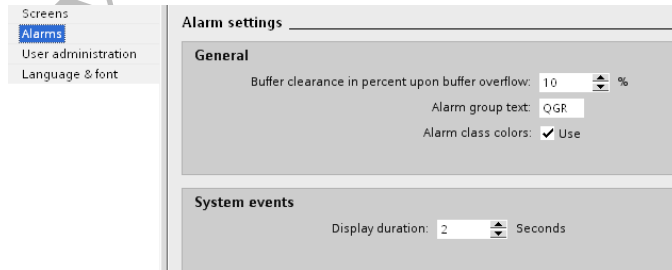 Screens
Alarms
User administration
Language & font
Alarm settings
General
Buffer clearance in percent upon buffer overflow: 10 %
Alarm group text: QGR
Alarm class colors: Use
System events
Display duration: 2 Seconds